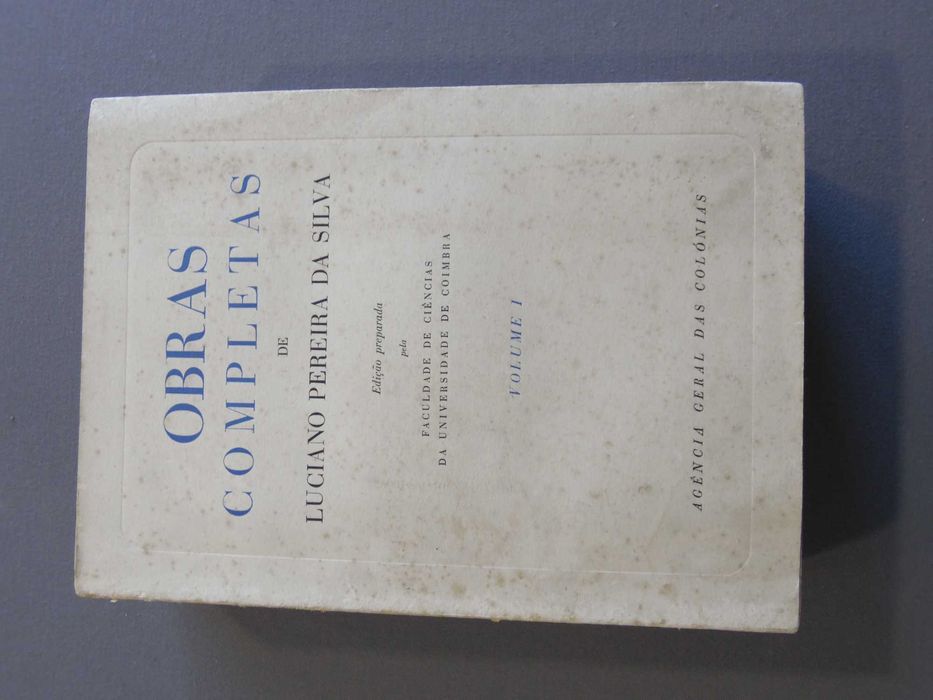 OBRAS
COMPLETAS
DE
LUCIANO PEREIRA DA SILVA
Edição preparada
pela
FACULDADE DE CIÊNCIAS
DA UNIVERSIDADE DE COIMBRA
VOLUME I
AGÊNCIA GERAL DAS COLÓNIAS